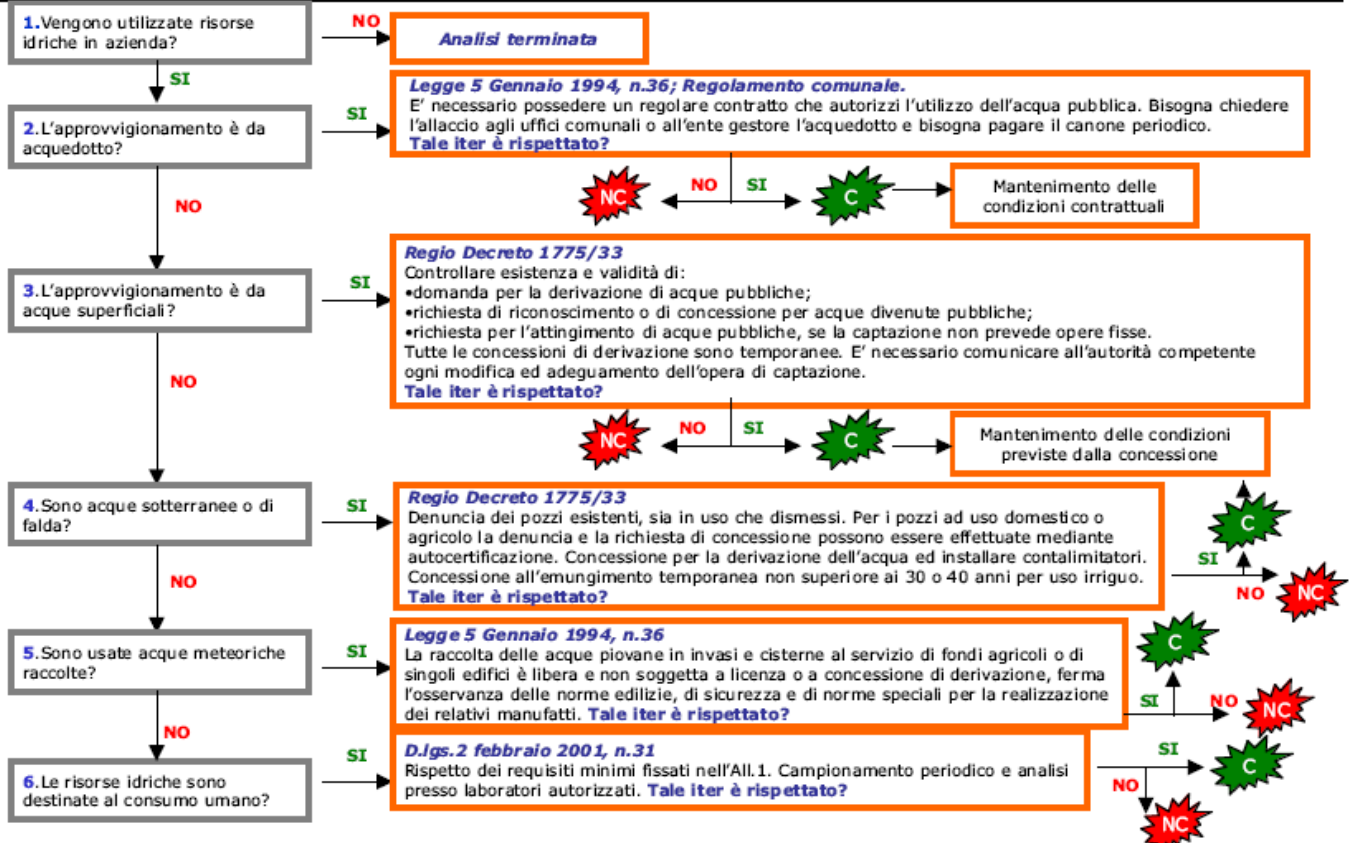 1.Vengono utilizzate risorse
idriche in azienda?
NO
Analisi terminata
SI
2.L'approvvigionamento è da
acquedotto?
SI
Legge 5 Gennaio 1994, n.36; Regolamento comunale.
E' necessario possedere un regolare contratto che autorizzi l'utilizzo dell'acqua pubblica. Bisogna chiedere
l'allaccio agli uffici comunali o all'ente gestore l'acquedotto e bisogna pagare il canone periodico.
Tale iter è rispettato?
NC
NO
SI
C
Mantenimento delle
condizioni contrattuali
NO
3.L'approvvigionamento è da
acque superficiali?
SI
Regio Decreto 1775/33
Controllare esistenza e validità di:
•domanda per la derivazione di acque pubbliche;
•richiesta di riconoscimento o di concessione per acque divenute pubbliche;
•richiesta per l'attingimento di acque pubbliche, se la captazione non prevede opere fisse.
Tutte le concessioni di derivazione sono temporanee. E' necessario comunicare all'autorità competente
ogni modifica ed adeguamento dell'opera di captazione.
Tale iter è rispettato?
NC
NO
SI
C
Mantenimento delle condizioni
previste dalla concessione
NO
4.Sono acque sotterranee o di
falda?
SI
Regio Decreto 1775/33
Denuncia dei pozzi esistenti, sia in uso che dismessi. Per i pozzi ad uso domestico o
agricolo la denuncia e la richiesta di concessione possono essere effettuate mediante
autocertificazione. Concessione per la derivazione dell'acqua ed installare contalimitatori.
Concessione all'emungimento temporanea non superiore ai 30 o 40 anni per uso irriguo.
Tale iter è rispettato?
C
SI
NO
NC
NO
5.Sono usate acque meteoriche
raccolte?
SI
Legge 5 Gennaio 1994, n.36
La raccolta delle acque piovane in invasi e cisterne al servizio di fondi agricoli o di
singoli edifici è libera e non soggetta a licenza o a concessione di derivazione, ferma
l'osservanza delle norme edilizie, di sicurezza e di norme speciali per la realizzazione
dei relativi manufatti. Tale iter è rispettato?
C
SI
NO
NC
NO
6.Le risorse idriche sono
destinate al consumo umano?
SI
D.lgs.2 febbraio 2001, n.31
Rispetto dei requisiti minimi fissati nell'All.1. Campionamento periodico e analisi
presso laboratori autorizzati. Tale iter è rispettato?
SI
C
NO
NC